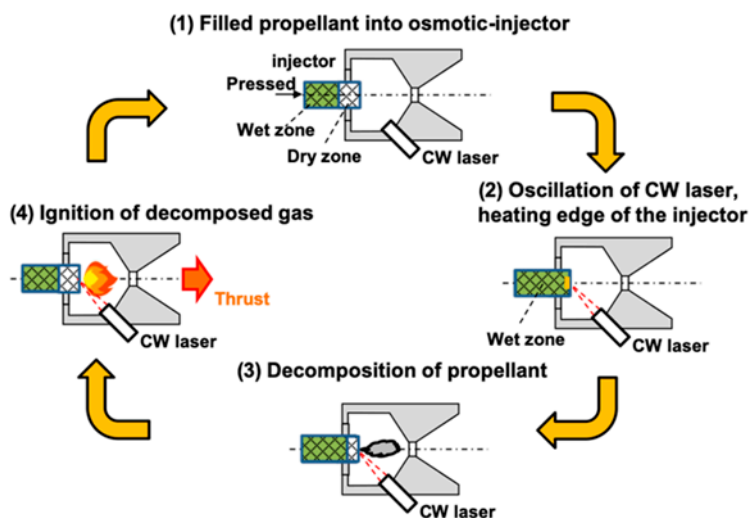 (1) Filled propellant into osmotic-injector
injector
Pressed
Wet zone
Dry zone
CW laser
(2) Oscillation of CW laser,
heating edge of the injector
Wet zone
CW laser
(3) Decomposition of propellant
CW laser
(4) Ignition of decomposed gas
Thrust
CW laser